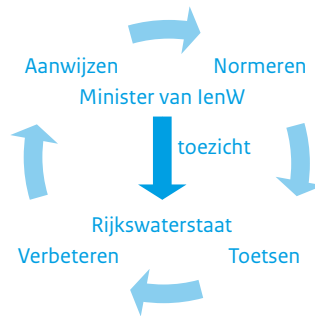 Aanwijzen Normeren
Minister van IenW
toezicht
Rijkswaterstaat
Verbeteren Toetsen